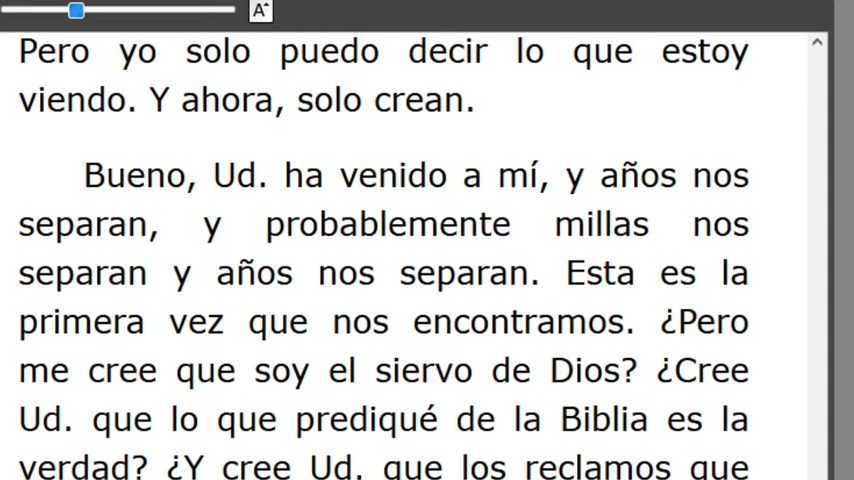 A
Pero yo solo puedo decir lo que estoy
viendo. Y ahora, solo crean.
Bueno, Ud. ha venido a mí, y años nos
separan, y probablemente millas nos
separan y años nos separan. Esta es la
primera vez que nos encontramos. ¿Pero
me cree que soy el siervo de Dios? ¿Cree
Ud. que lo que prediqué de la Biblia es la
verdad? ¿Y cree Ud. que los reclamos que